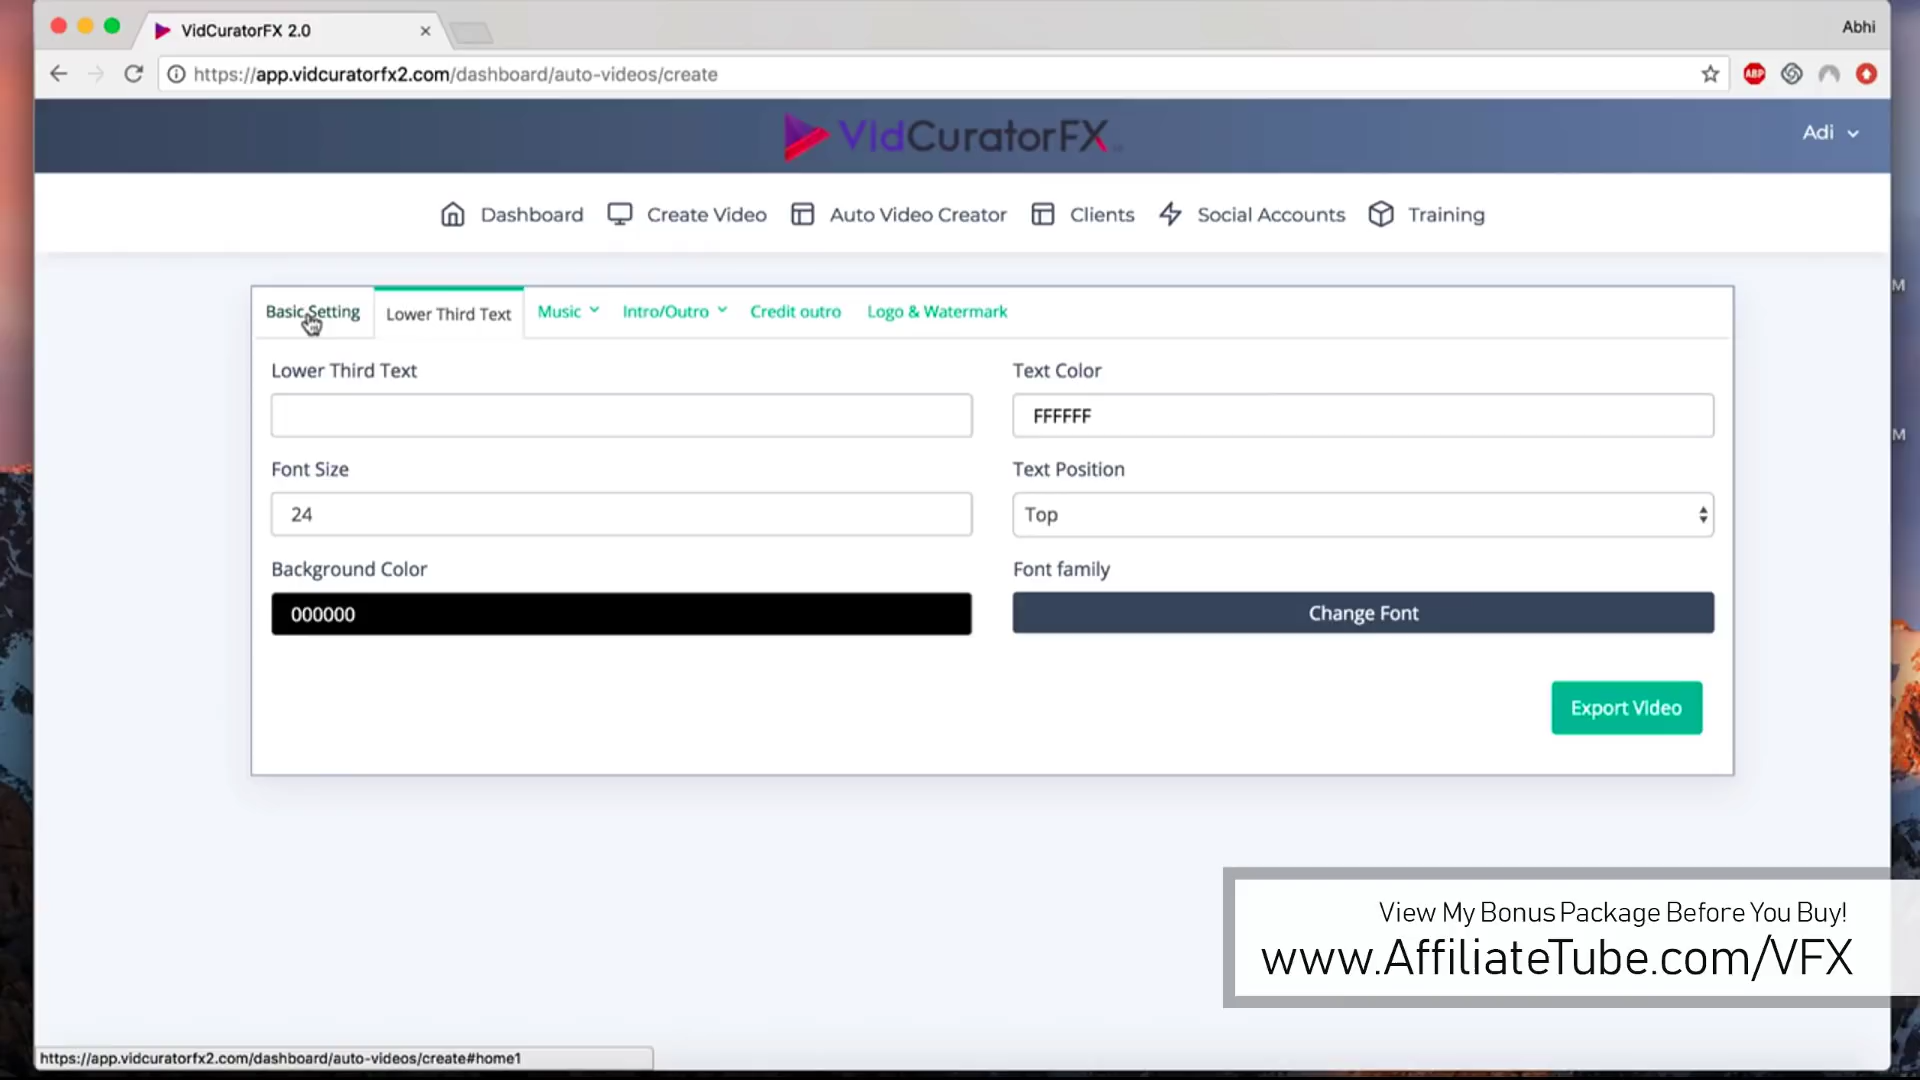 VidCuratorFX 2.0
Abhi
https://app.vidcuratorfx2.com/dashboard/auto-videos/create
ABP
VidCuratorFX
Adi
Dashboard
Create Video
Auto Video Creator
Clients
Social Accounts
Training
M
Basic Setting
Lower Third Text
Music
Intro/Outro
Credit outro
Logo & Watermark
Lower Third Text
Text Color
FFFFFF
M
Font Size
Text Position
24
Top
Background Color
Font family
000000
Change Font
Export Video
View My Bonus Package Before You Buy!
www.AffiliateTube.com/VFX
https://app.vidcuratorfx2.com/dashboard/auto-videos/create#home1